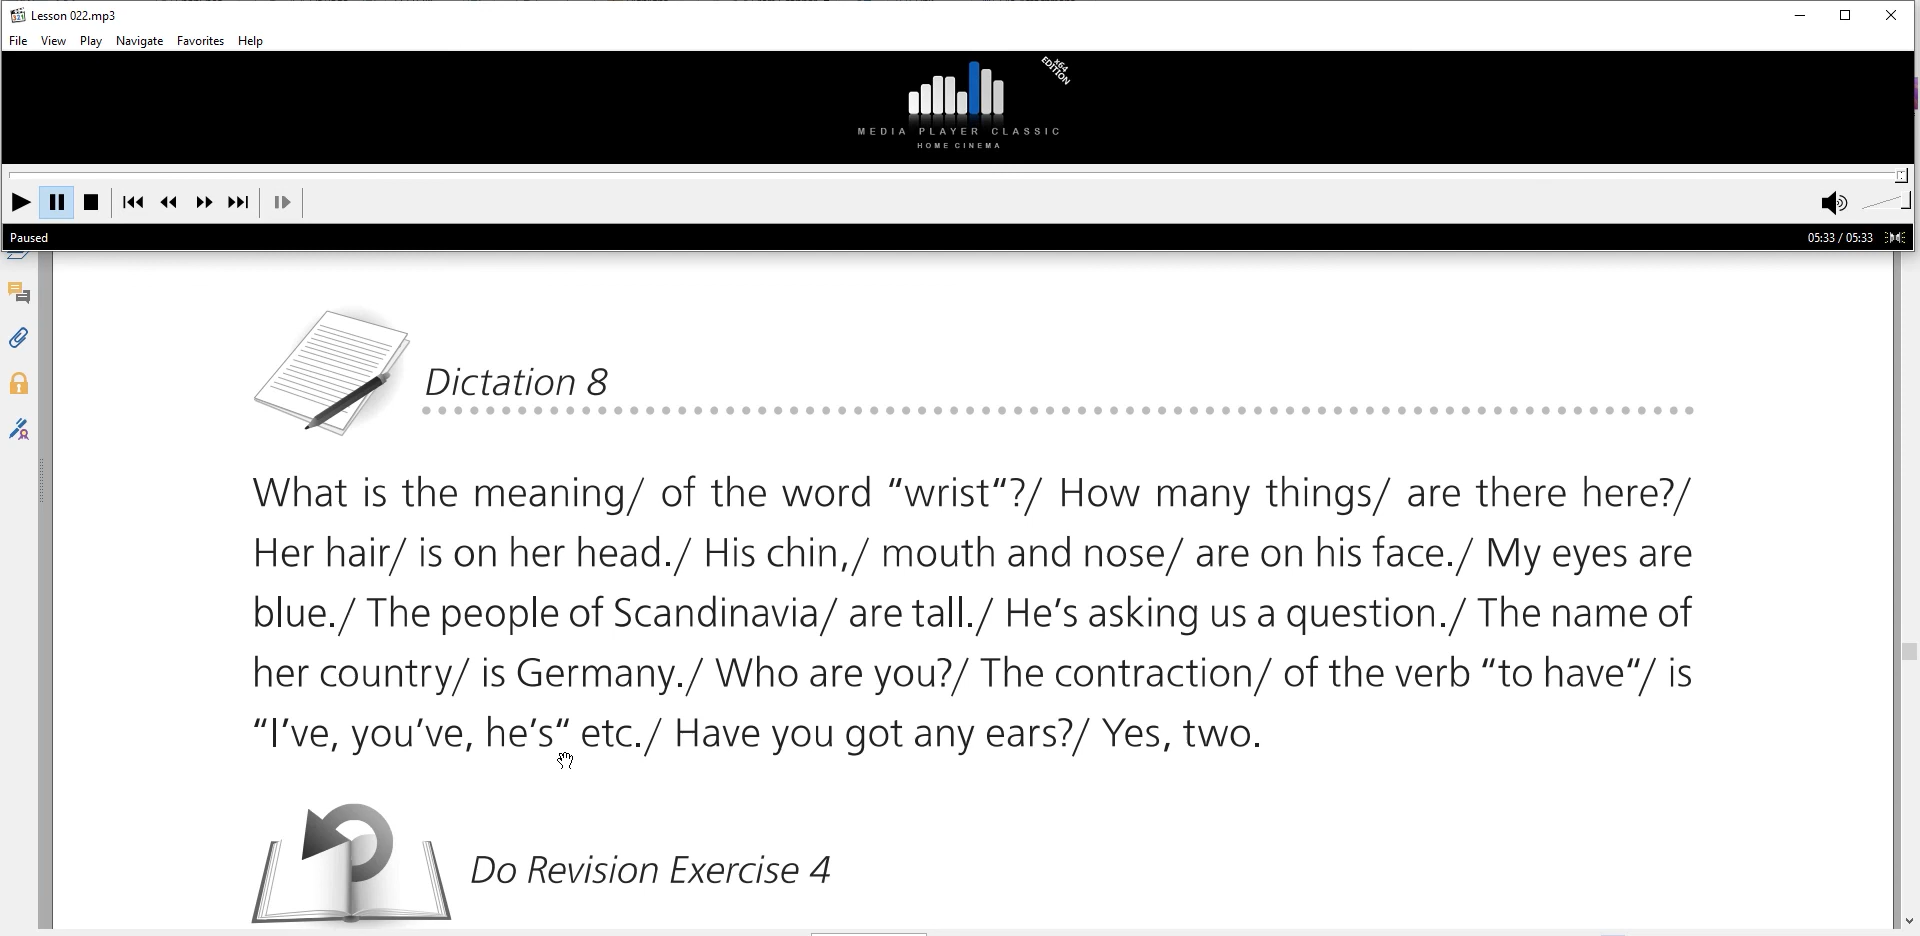 Lesson 022.mp3
File View Play Navigate Favorites Help
x64
EDITION
MEDIA PLAYER CLASSIC
HOME CINEMA
Paused
05:33 / 05:33
Dictation 8
What is the meaning/ of the word “wrist“?/ How many things/ are there here?/
Her hair/ is on her head./ His chin,/ mouth and nose/ are on his face./ My eyes are
blue./ The people of Scandinavia/ are tall./ He’s asking us a question./ The name of
her country/ is Germany./ Who are you?/ The contraction/ of the verb “to have“/ is
“I’ve, you’ve, he’s“ etc./ Have you got any ears?/ Yes, two.
Do Revision Exercise 4